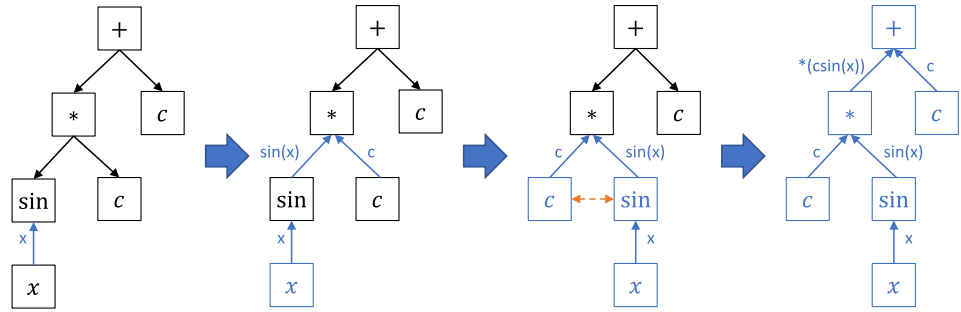 +
* c
sin c
x
x
+
* c
sin(x) c
sin c
x
x
+
* c
c sin(x)
c sin
x
x
+
*(csin(x)) c
* c
c sin(x)
c sin
x
x